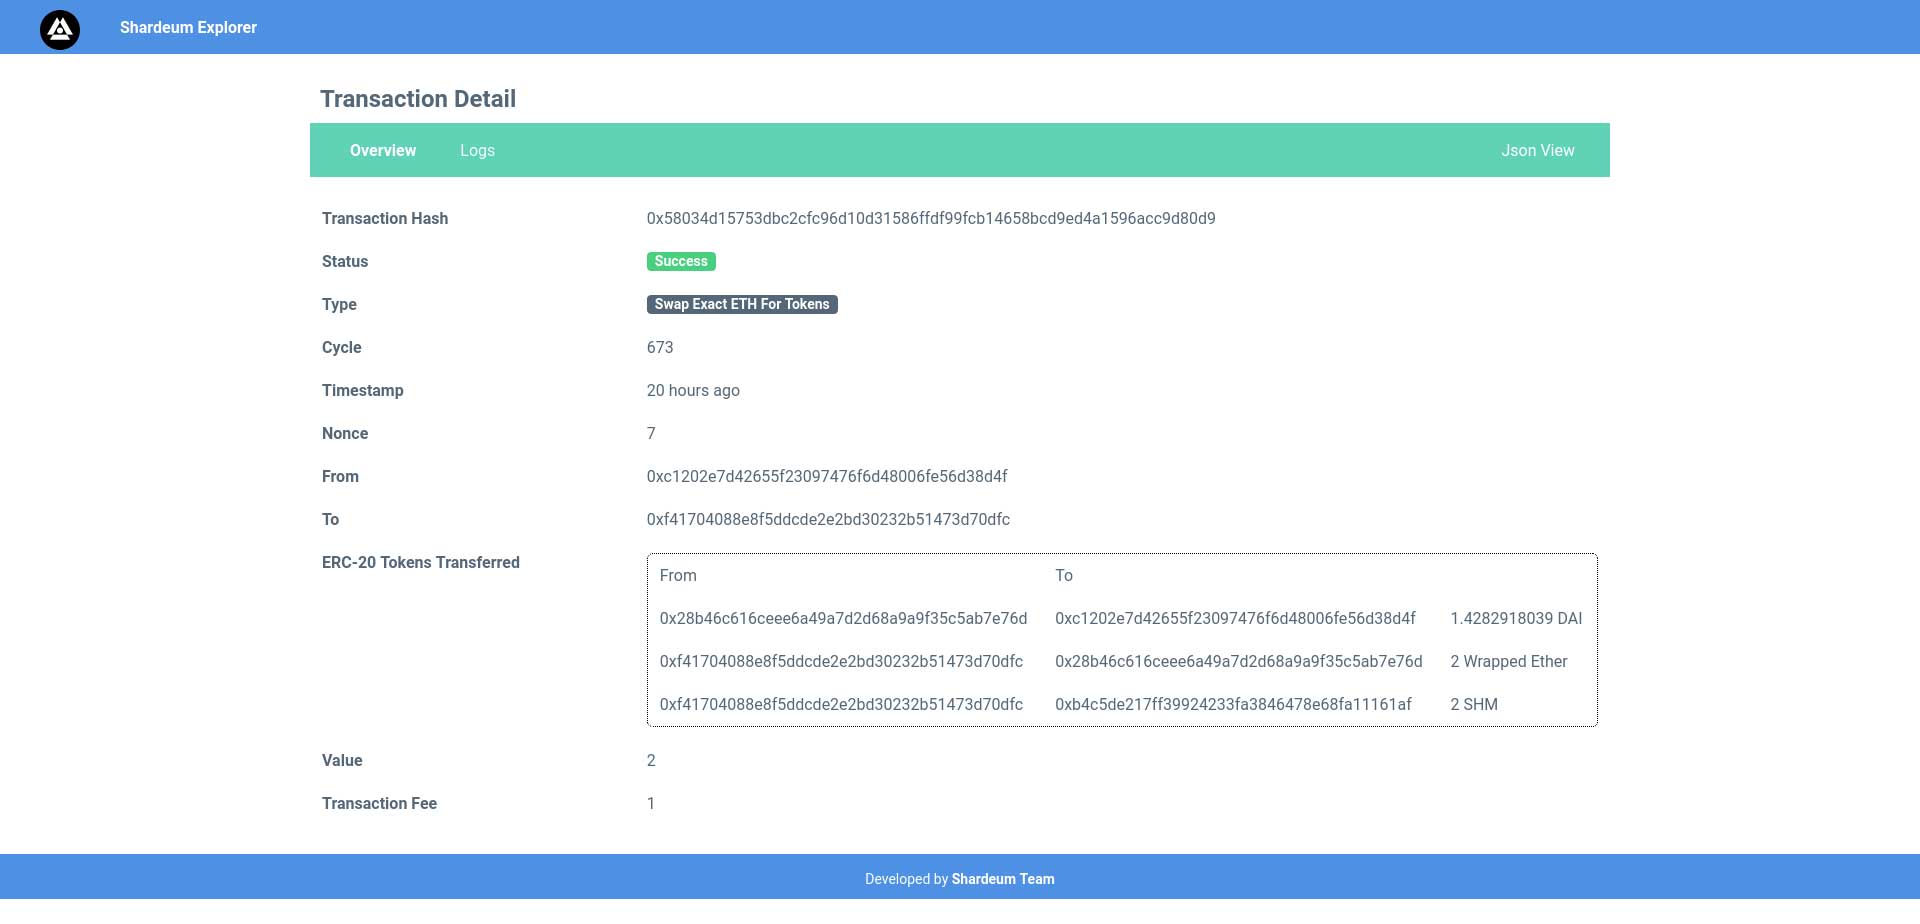 Shardeum Explorer
Transaction Detail
Overview Logs Json View
Transaction Hash 0x58034d15753dbc2cfc96d10d31586ffdf99fcb14658bcd9ed4a1596acc9d80d9
Status Success
Type Swap Exact ETH For Tokens
Cycle 673
Timestamp 20 hours ago
Nonce 7
From 0xc1202e7d42655f23097476f6d48006fe56d38d4f
To 0xf41704088e8f5ddcde2e2bd30232b51473d70dfc
ERC-20 Tokens Transferred
From To
0x28b46c616ceee6a49a7d2d68a9a9f35c5ab7e76d 0xc1202e7d42655f23097476f6d48006fe56d38d4f 1.4282918039 DAI
0xf41704088e8f5ddcde2e2bd30232b51473d70dfc 0x28b46c616ceee6a49a7d2d68a9a9f35c5ab7e76d 2 Wrapped Ether
0xf41704088e8f5ddcde2e2bd30232b51473d70dfc 0xb4c5de217ff39924233fa3846478e68fa11161af 2 SHM
Value 2
Transaction Fee 1
Developed by Shardeum Team